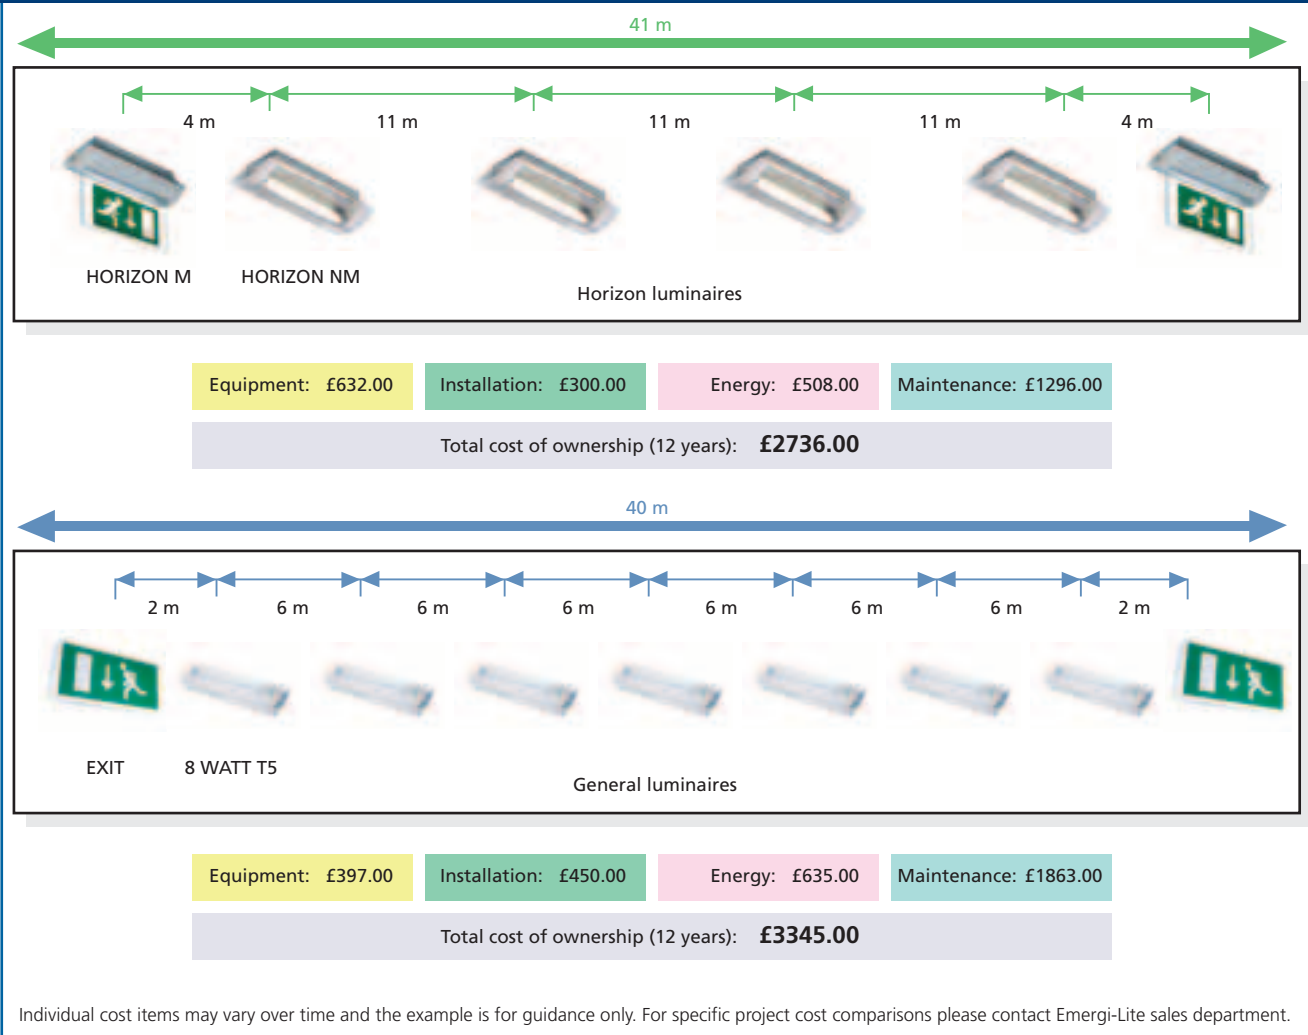 41 m
4 m 11 m 11 m 11 m 4 m
HORIZON M HORIZON NM
Horizon luminaires
Equipment: £632.00 Installation: £300.00 Energy: £508.00 Maintenance: £1296.00
Total cost of ownership (12 years): £2736.00
40 m
2 m 6 m 6 m 6 m 6 m 6 m 6 m 2 m
EXIT 8 WATT T5
General luminaires
Equipment: £397.00 Installation: £450.00 Energy: £635.00 Maintenance: £1863.00
Total cost of ownership (12 years): £3345.00
Individual cost items may vary over time and the example is for guidance only. For specific project cost comparisons please contact Emergi-Lite sales department.